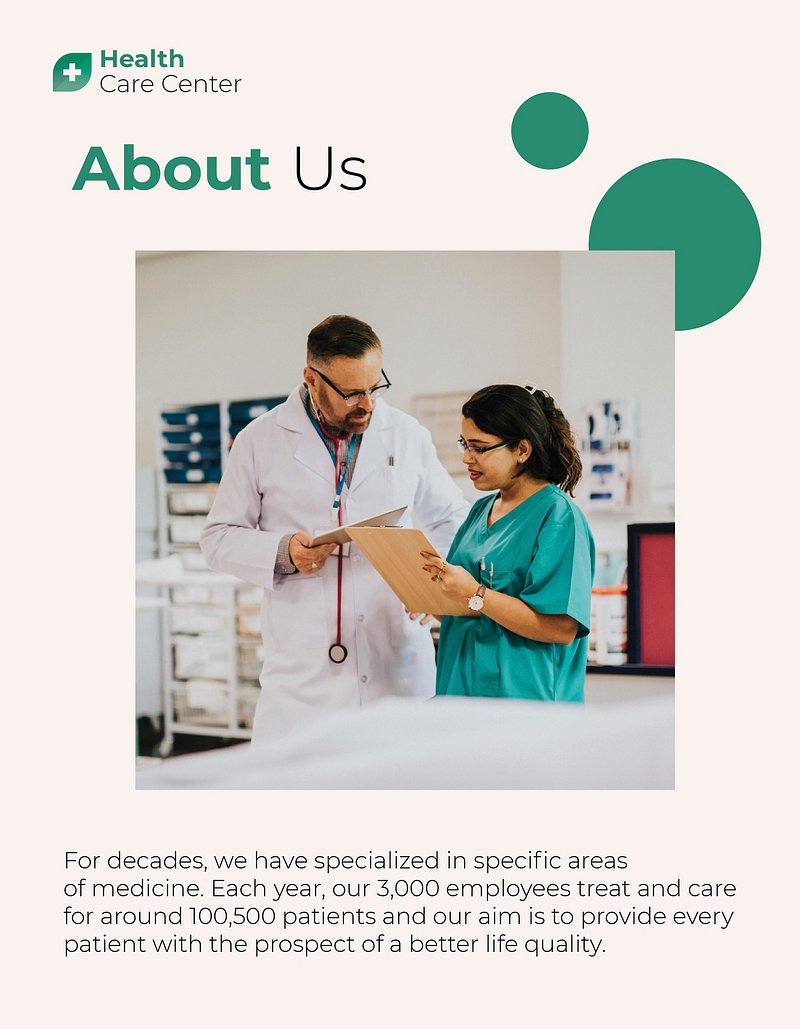 Health
Care Center
About Us
For decades, we have specialized in specific areas
of medicine. Each year, our 3,000 employees treat and care
for around 100,500 patients and our aim is to provide every
patient with the prospect of a better life quality.